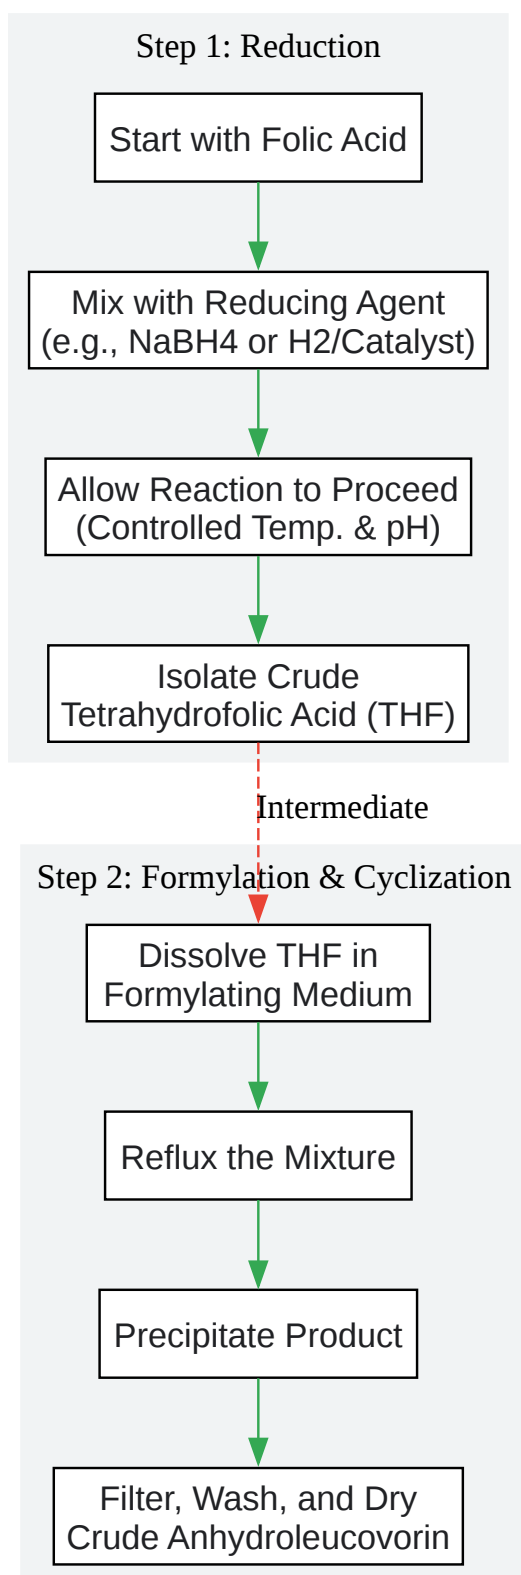 Step 1: Reduction
Start with Folic Acid
Mix with Reducing Agent
(e.g., NaBH4 or H2/Catalyst)
Allow Reaction to Proceed
(Controlled Temp. & pH)
Isolate Crude
Tetrahydrofolic Acid (THF)
Intermediate
Step 2: Formylation & Cyclization
Dissolve THF in
Formylating Medium
Reflux the Mixture
Precipitate Product
Filter, Wash, and Dry
Crude Anhydroleucovorin